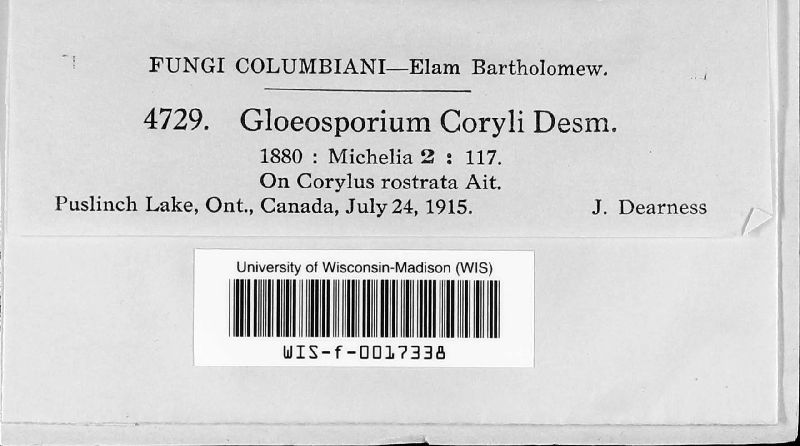 FUNGI COLUMBIANI—Elam Bartholomew.
4729. Gloeosporium Coryli Desm.
1880 : Michelia 2 : 117.
On Corylus rostrata Ait.
Puslinch Lake, Ont., Canada, July 24, 1915. J. Dearness
University of Wisconsin-Madison (WIS)
WIS-f-0017338